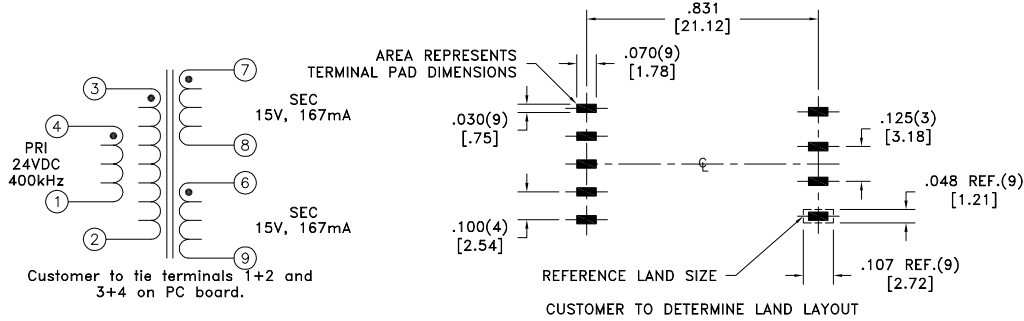 3
4
PRI
24VDC
400kHz
1
2
7
SEC
15V, 167mA
8
6
SEC
15V, 167mA
9
Customer to tie terminals 1+2 and
3+4 on PC board.
.831
[21.12]
AREA REPRESENTS
TERMINAL PAD DIMENSIONS
.070(9)
[1.78]
.030(9)
[.75]
.125(3)
[3.18]
℄
.048 REF.(9)
[1.21]
.100(4)
[2.54]
REFERENCE LAND SIZE
.107 REF.(9)
[2.72]
CUSTOMER TO DETERMINE LAND LAYOUT